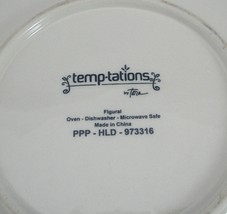 temp-tations
by Tara
Figural
Oven - Dishwasher - Microwave Safe
Made in China
PPP - HLD - 973316